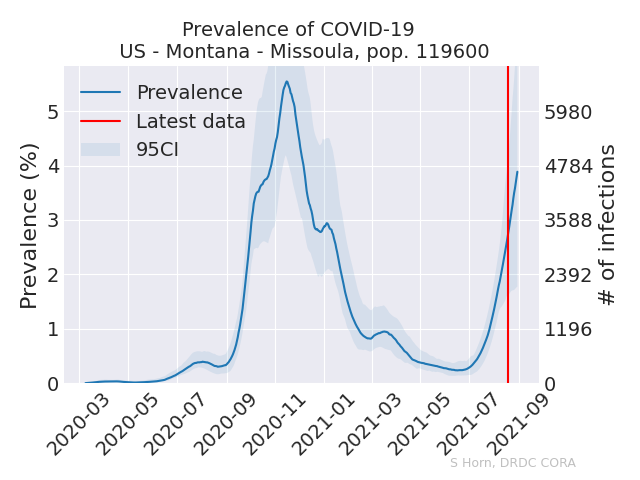 Prevalence of COVID-19
US - Montana - Missoula, pop. 119600
Prevalence
Latest data
95CI
Prevalence (%)
5
4
3
2
1
0
5980
4784
3588
2392
1196
0
# of infections
2020-03
2020-05
2020-07
2020-09
2020-11
2021-01
2021-03
2021-05
2021-07
2021-09
S Horn, DRDC CORA